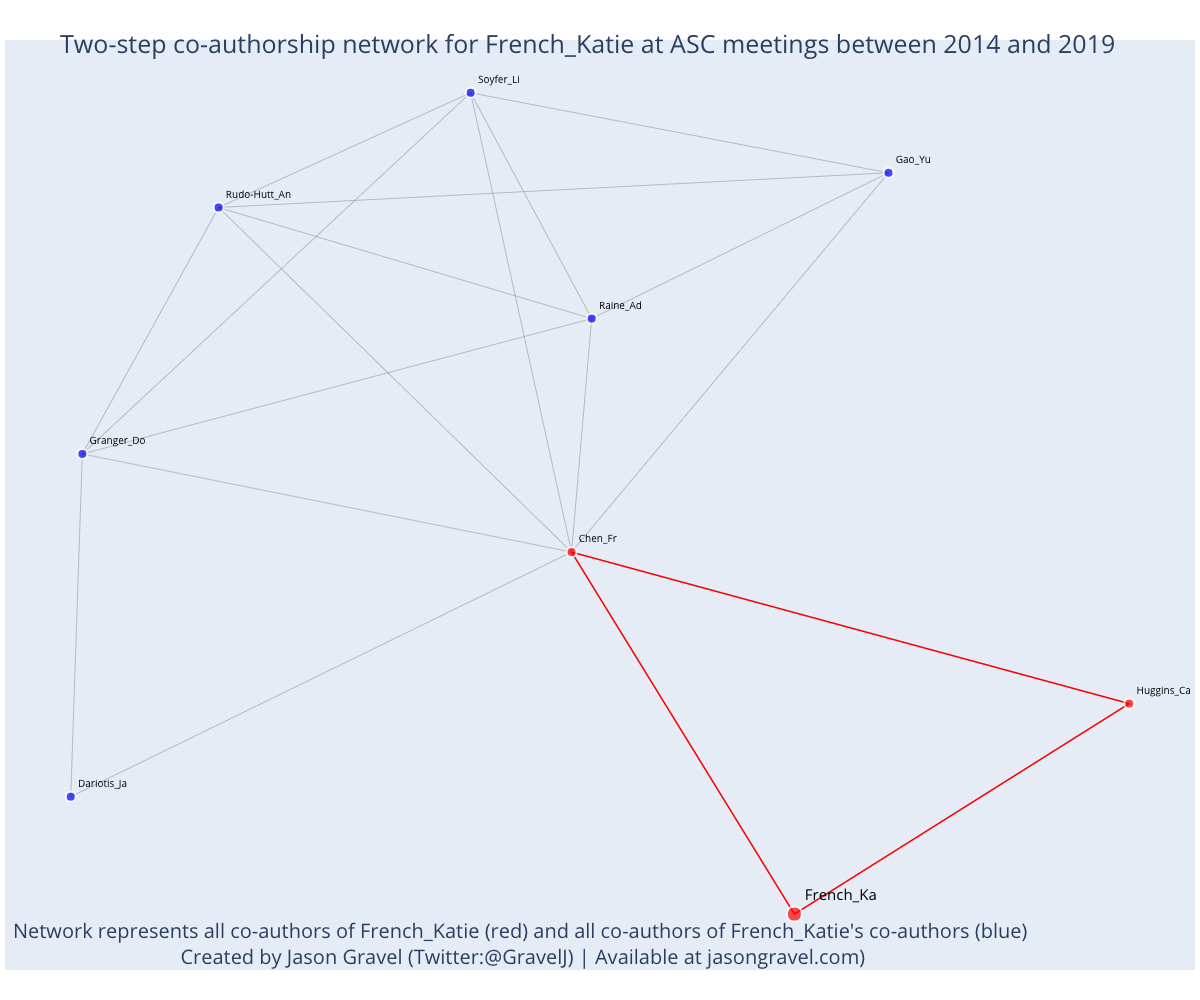 Two-step co-authorship network for French_Katie at ASC meetings between 2014 and 2019
Soyfer_Li
Gao_Yu
Rudo-Hutt_An
Raine_Ad
Granger_Do
Chen_Fr
Huggins_Ca
Dariotis_Ja
French_Ka
Network represents all co-authors of French_Katie (red) and all co-authors of French_Katie's co-authors (blue)
Created by Jason Gravel (Twitter:@GravelJ) | Available at jasongravel.com)